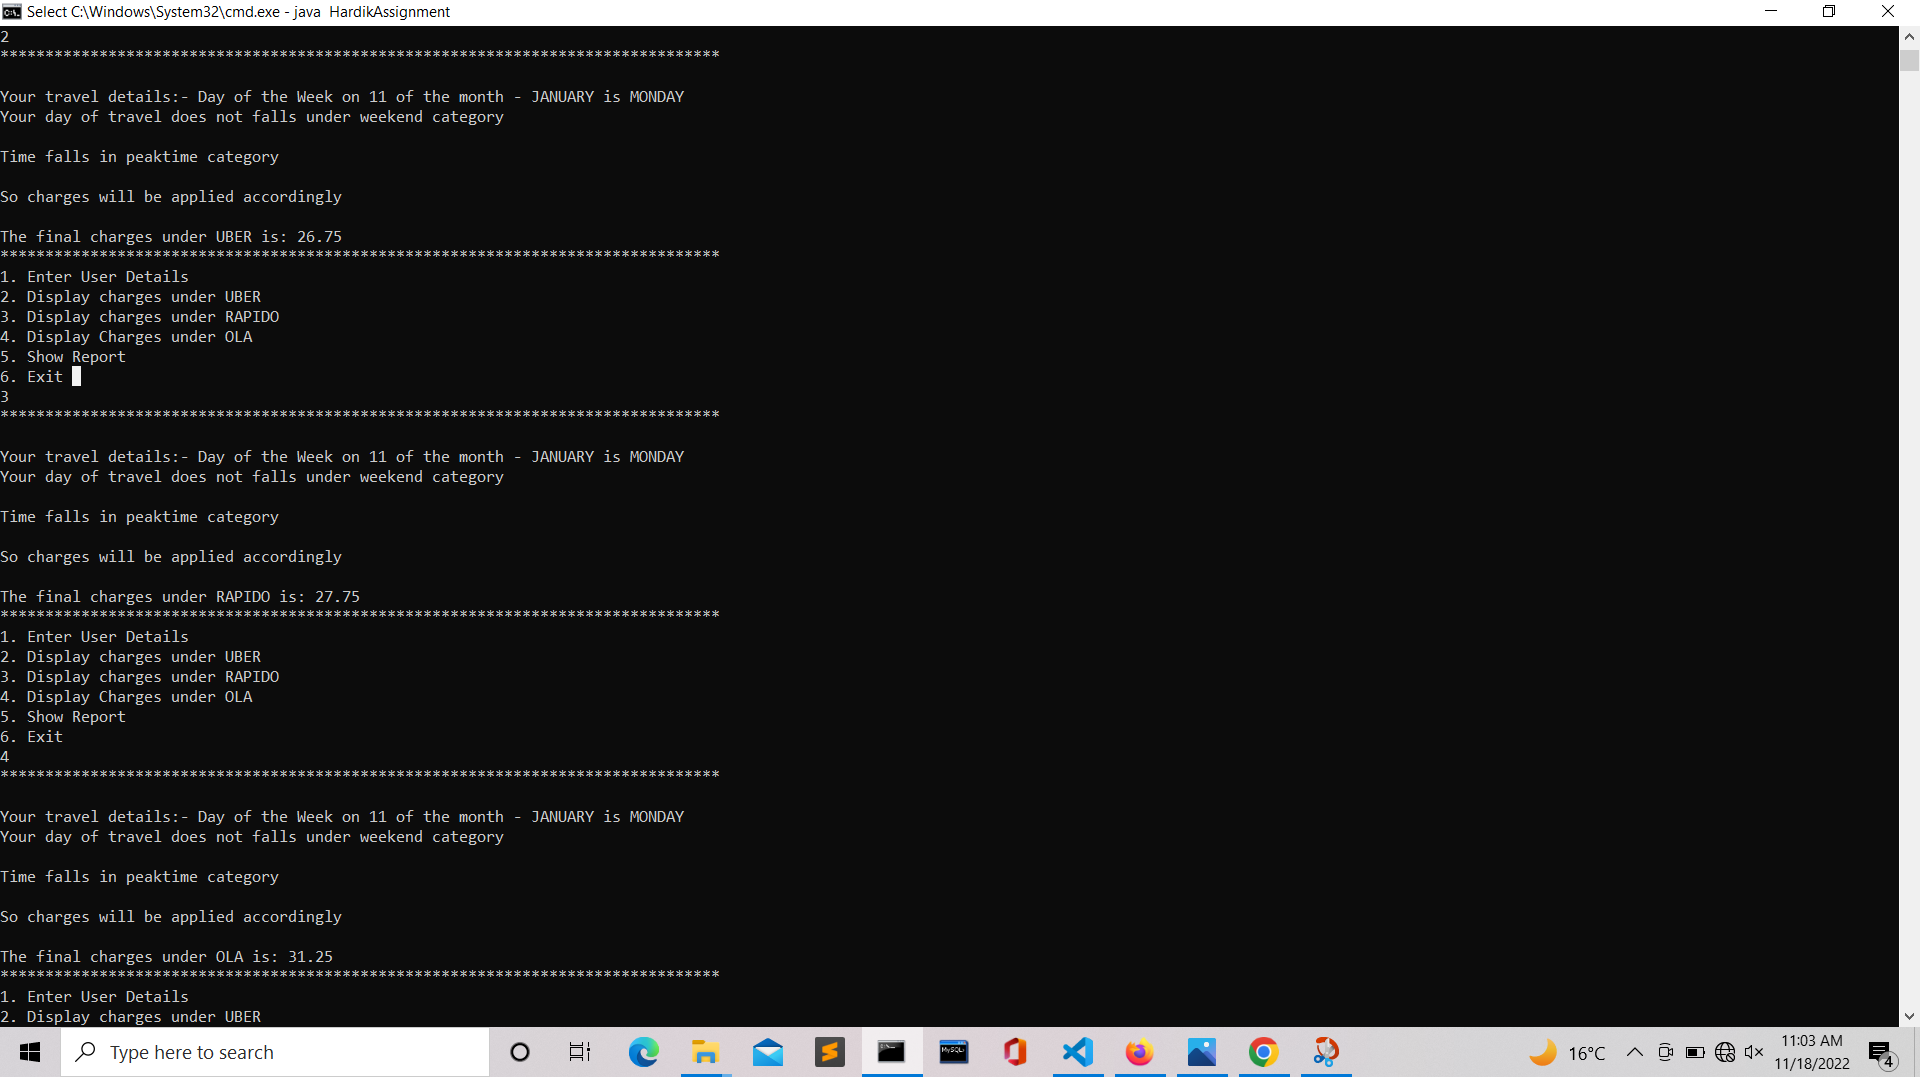 Select C:\Windows\System32\cmd.exe - java  HardikAssignment
2
********************************************************************************
Your travel details:- Day of the Week on 11 of the month - JANUARY is MONDAY
Your day of travel does not falls under weekend category
Time falls in peaktime category
So charges will be applied accordingly
The final charges under UBER is: 26.75
********************************************************************************
1. Enter User Details
2. Display charges under UBER
3. Display charges under RAPIDO
4. Display Charges under OLA
5. Show Report
6. Exit
3
********************************************************************************
Your travel details:- Day of the Week on 11 of the month - JANUARY is MONDAY
Your day of travel does not falls under weekend category
Time falls in peaktime category
So charges will be applied accordingly
The final charges under RAPIDO is: 27.75
********************************************************************************
1. Enter User Details
2. Display charges under UBER
3. Display charges under RAPIDO
4. Display Charges under OLA
5. Show Report
6. Exit
4
********************************************************************************
Your travel details:- Day of the Week on 11 of the month - JANUARY is MONDAY
Your day of travel does not falls under weekend category
Time falls in peaktime category
So charges will be applied accordingly
The final charges under OLA is: 31.25
********************************************************************************
1. Enter User Details
2. Display charges under UBER
Type here to search
16°C
11:03 AM
11/18/2022
4